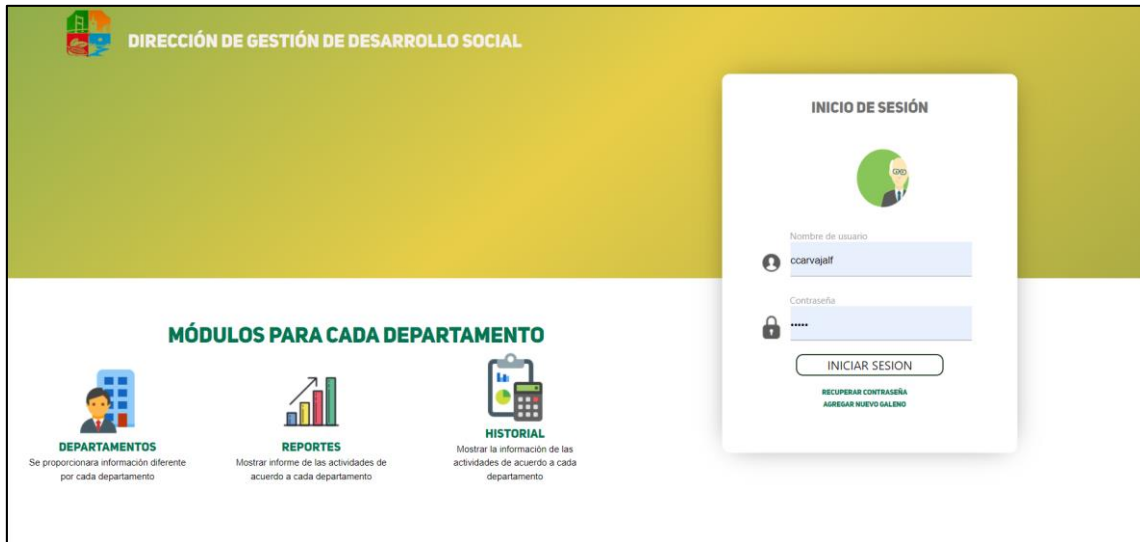 DIRECCIÓN DE GESTIÓN DE DESARROLLO SOCIAL
INICIO DE SESIÓN
Nombre de usuario
ccarvajalf
Contraseña
•••••
INICIAR SESION
RECUPERAR CONTRASEÑA
AGREGAR NUEVO GALENO
MÓDULOS PARA CADA DEPARTAMENTO
DEPARTAMENTOS
Se proporcionara información diferente
por cada departamento
REPORTES
Mostrar informe de las actividades de
acuerdo a cada departamento
HISTORIAL
Mostrar la información de las
actividades de acuerdo a cada
departamento